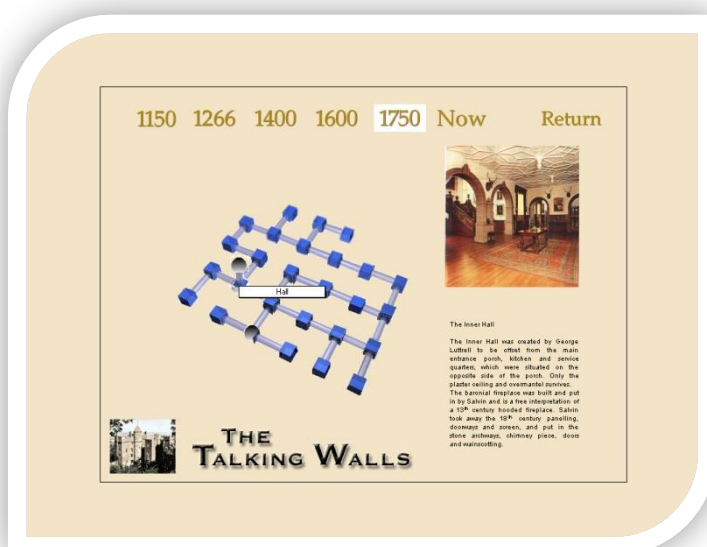 1150 1266 1400 1600 1750 Now Return
Hall
The Inner Hall
The Inner Hall was created by George
Luttrell to be offset from the main
entrance porch, kitchen and service
quarters, which were situated on the
opposite side of the porch. Only the
plaster ceiling and overmantel survives.
The baronial fireplace was built and put
in by Salvin and is a free interpretation of
a 13th century hooded fireplace. Salvin
took away the 18th century panelling,
doorways and screen, and put in the
stone archways, chimney piece, doors
and wainscotting.
THE
TALKING WALLS